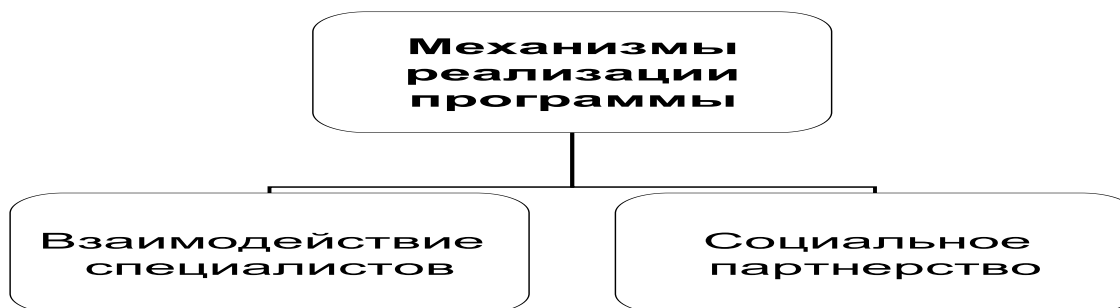 Механизмы
реализации
программы
Взаимодействие
специалистов
Социальное
партнерство